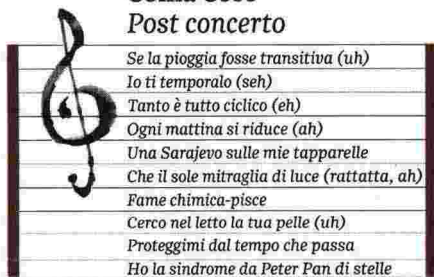 Post concerto
Se la pioggia fosse transitiva (uh)
Io ti temporalo (seh)
Tanto è tutto ciclico (eh)
Ogni mattina si riduce (ah)
Una Sarajevo sulle mie tapparelle
Che il sole mitraglia di luce (rattatta, ah)
Fame chimica-pisce
Cerco nel letto la tua pelle (uh)
Proteggimi dal tempo che passa
Ho la sindrome da Peter Pan di stelle